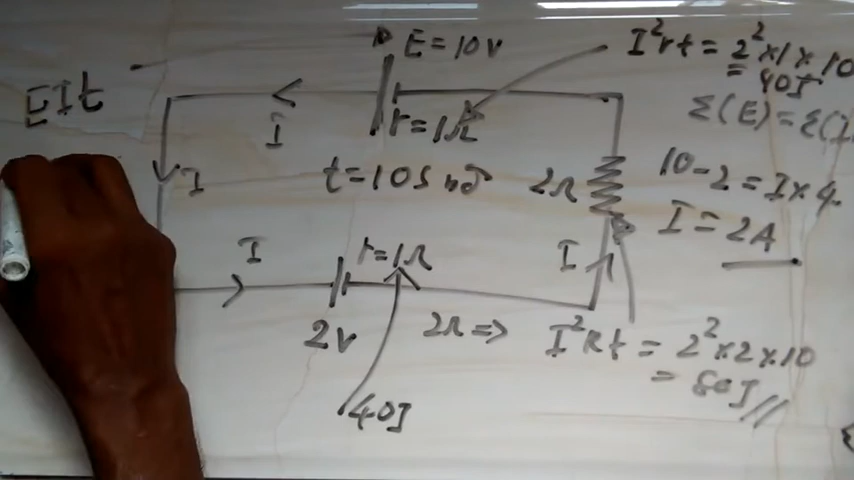 EIt
E=10V
r=1Ω
I
I
t=10s
2Ω
I
r=1Ω
I
2V
2Ω =>
40J
I²rt = 2²×1×10
= 40J
Σ(E) = Σ(I
10-2 = I×4.
I = 2A
I²Rt = 2²×2×10
= 80J //